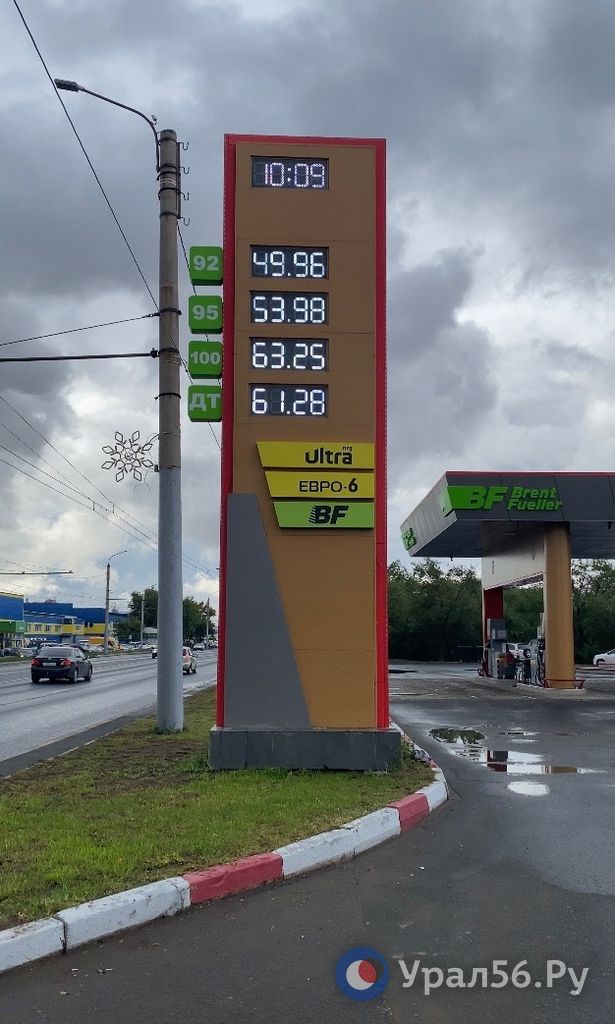 10:09
92 49.96
95 53.98
100 63.25
ДТ 61.28
nrg
ultra
ЕВРО-6
BF
BF Brent
Fueller
Урал56.Ру